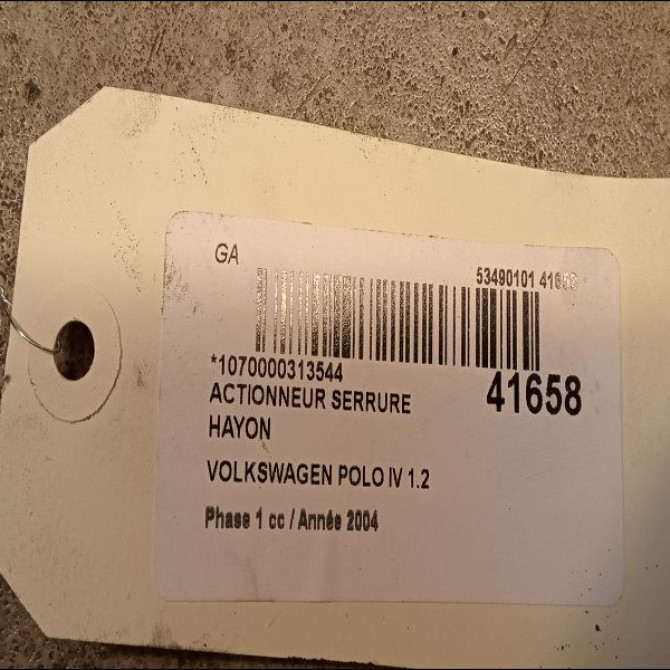 GA
53490101 41658
*1070000313544
41658
ACTIONNEUR SERRURE
HAYON
VOLKSWAGEN POLO IV 1.2
Phase 1 cc / Année 2004